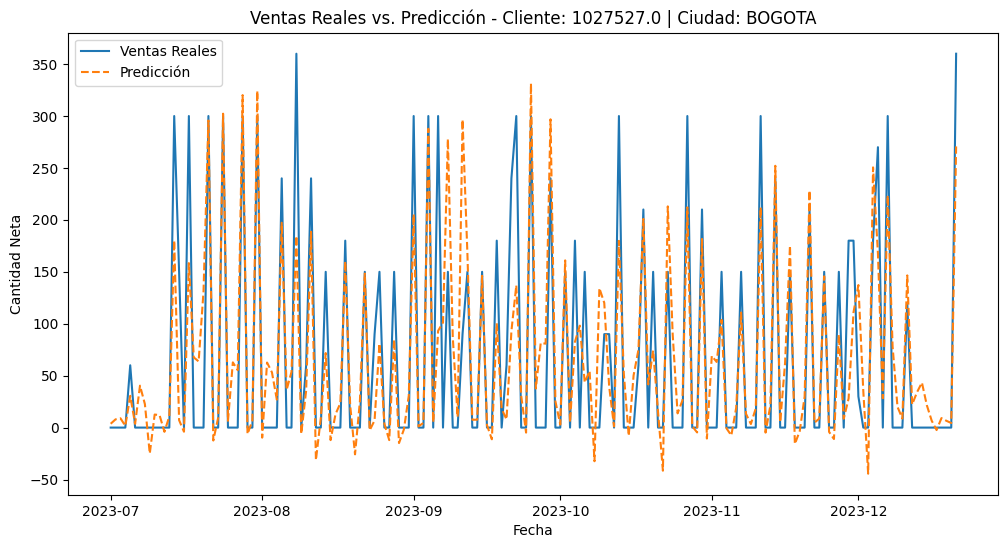 Ventas Reales vs. Predicción - Cliente: 1027527.0 | Ciudad: BOGOTA
Ventas Reales
Predicción
Cantidad Neta
350
300
250
200
150
100
50
0
−50
2023-07 2023-08 2023-09 2023-10 2023-11 2023-12
Fecha